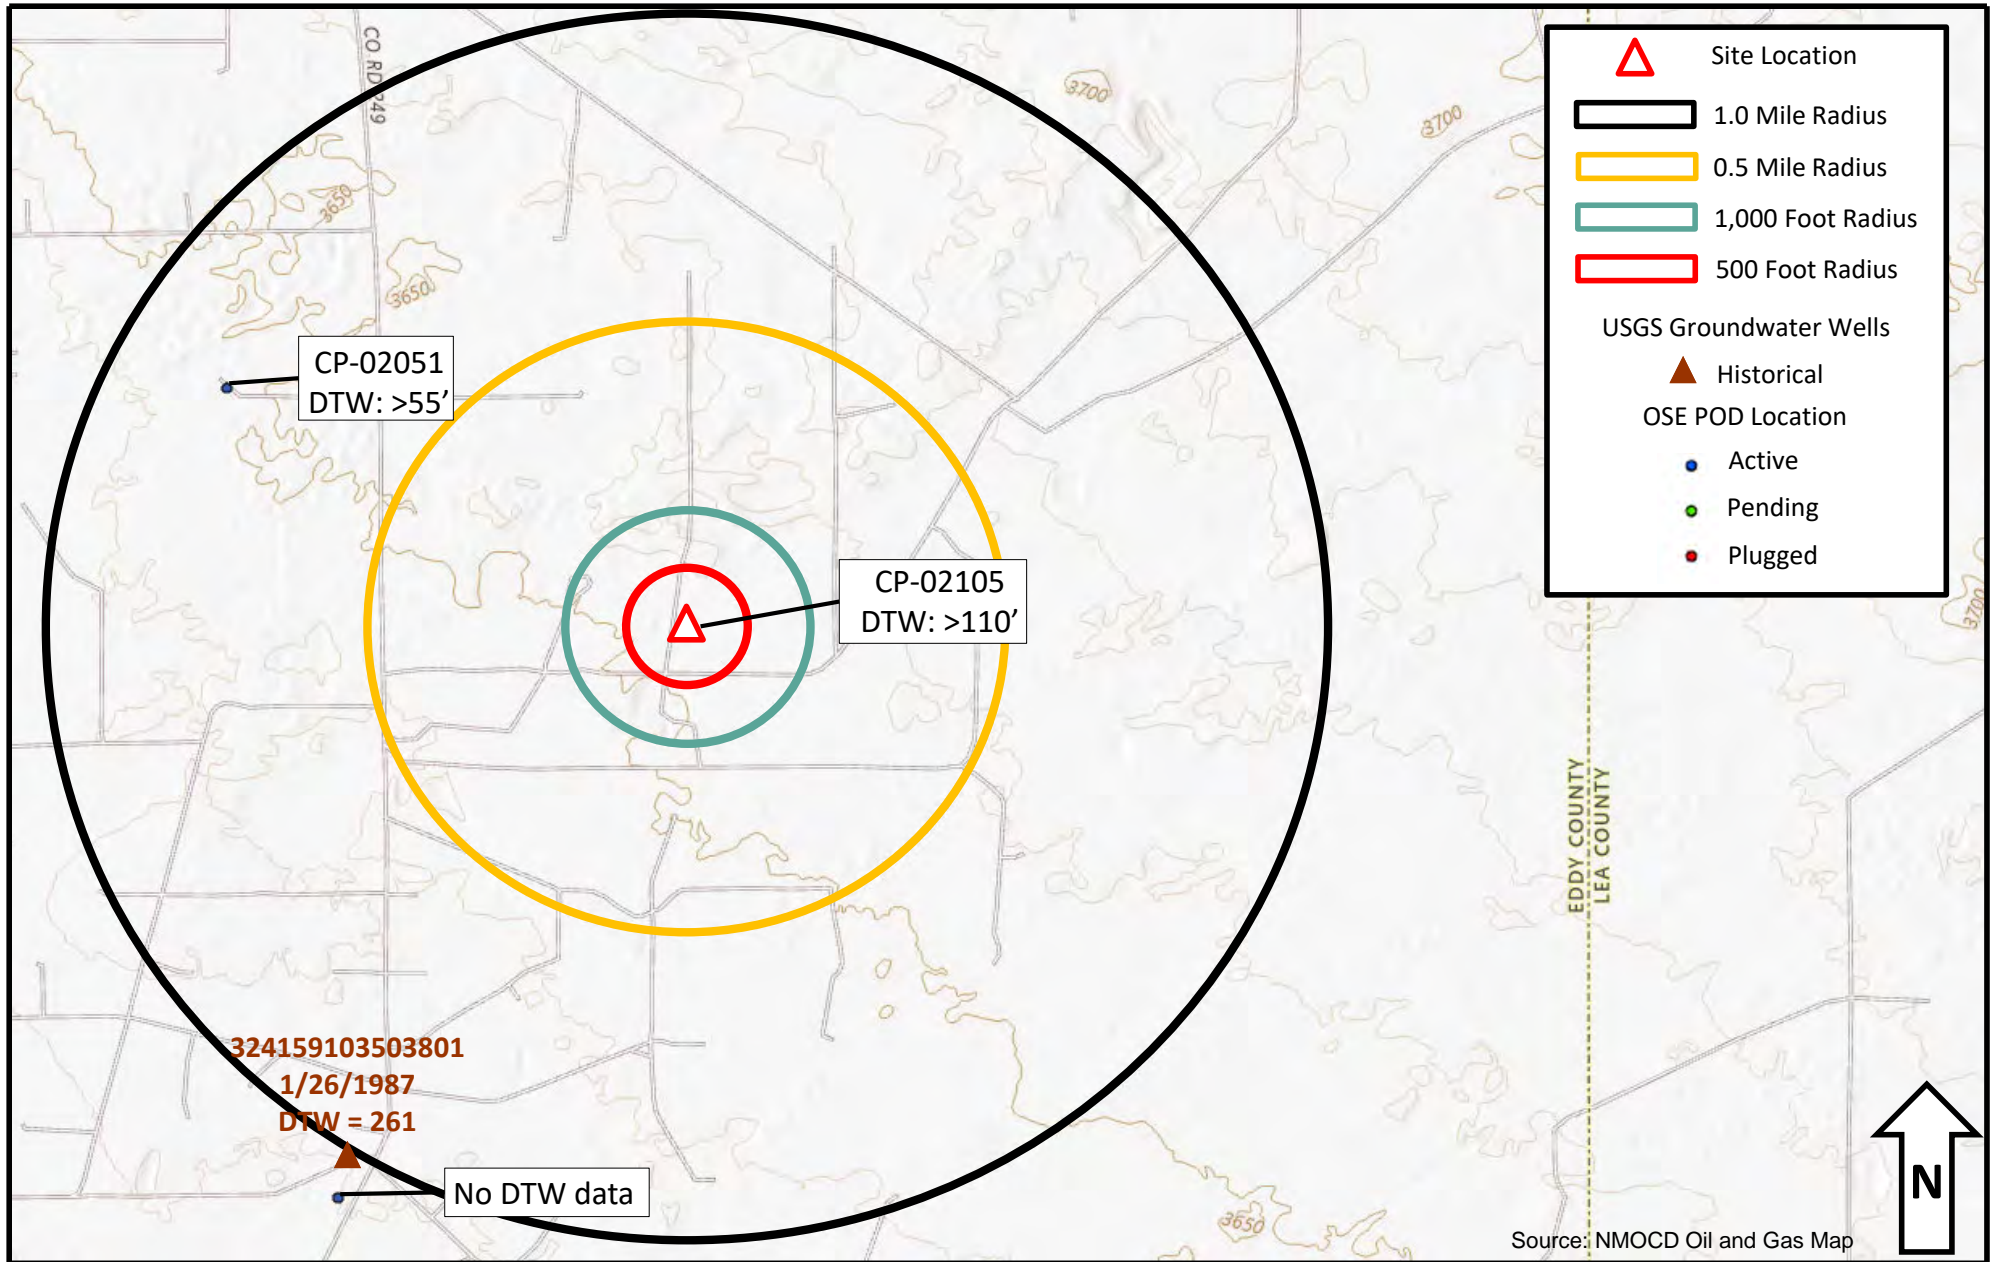 CO RD 249
3700
3700
3650
3650
CP-02051
DTW: >55’
CP-02105
DTW: >110’
3700
EDDY COUNTY
LEA COUNTY
324159103503801
1/26/1987
DTW = 261
No DTW data
3650
Site Location
1.0 Mile Radius
0.5 Mile Radius
1,000 Foot Radius
500 Foot Radius
USGS Groundwater Wells
Historical
OSE POD Location
Active
Pending
Plugged
N
Source: NMOCD Oil and Gas Map